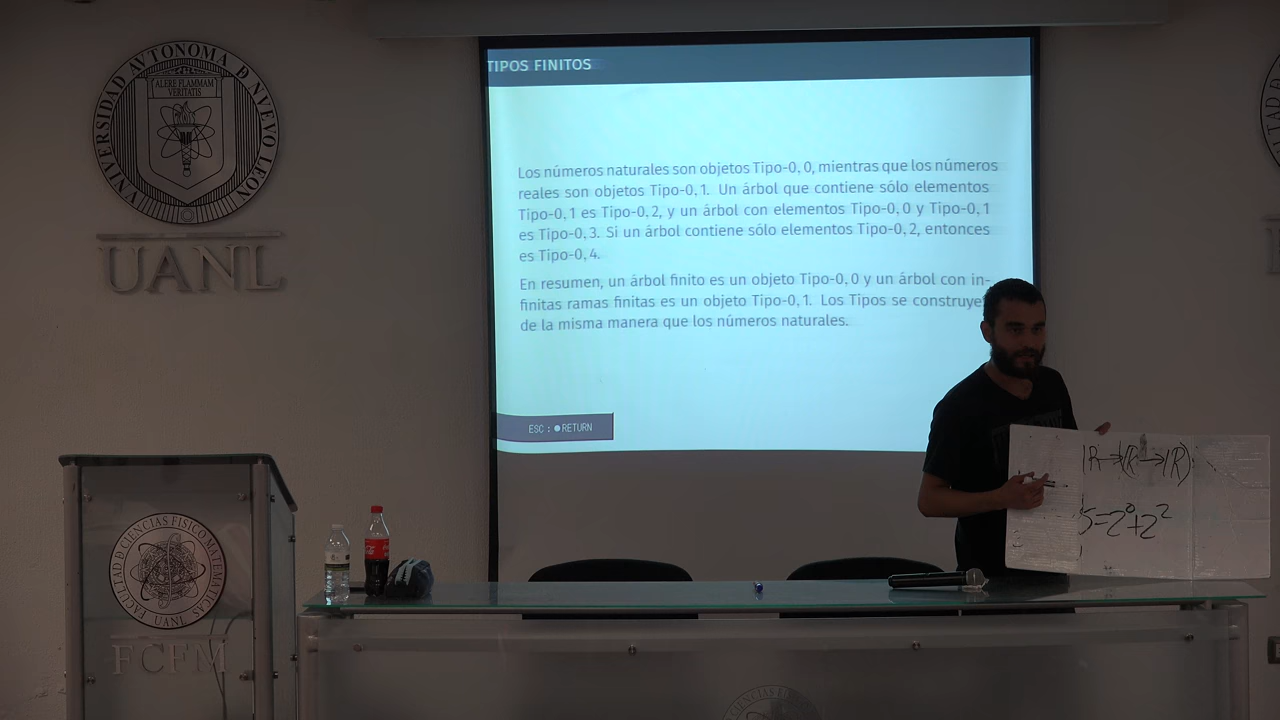 UNIVERSIDAD AVTONOMA D NVEVO LEON
ALERE FLAMMAM
VERITATIS
UANL
TIPOS FINITOS
Los números naturales son objetos Tipo-0, 0, mientras que los números
reales son objetos Tipo-0, 1. Un árbol que contiene sólo elementos
Tipo-0, 1 es Tipo-0, 2, y un árbol con elementos Tipo-0, 0 y Tipo-0, 1
es Tipo-0, 3. Si un árbol contiene sólo elementos Tipo-0, 2, entonces
es Tipo-0, 4.
En resumen, un árbol finito es un objeto Tipo-0, 0 y un árbol con in-
finitas ramas finitas es un objeto Tipo-0, 1. Los Tipos se construye
de la misma manera que los números naturales.
ESC : ●RETURN
ℝ→(ℝ→ℝ)
5=2⁰+2²
FACULTAD D CIENCIAS FISICO MATEMATICAS
UANL
FCFM